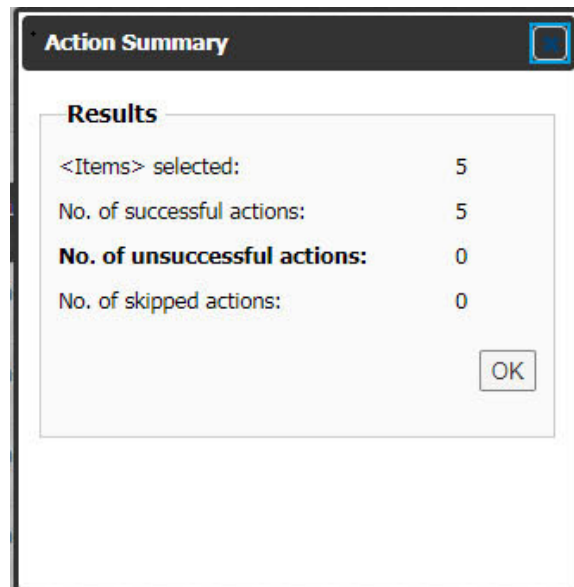 Action Summary
Results
<Items> selected: 5
No. of successful actions: 5
No. of unsuccessful actions: 0
No. of skipped actions: 0
OK